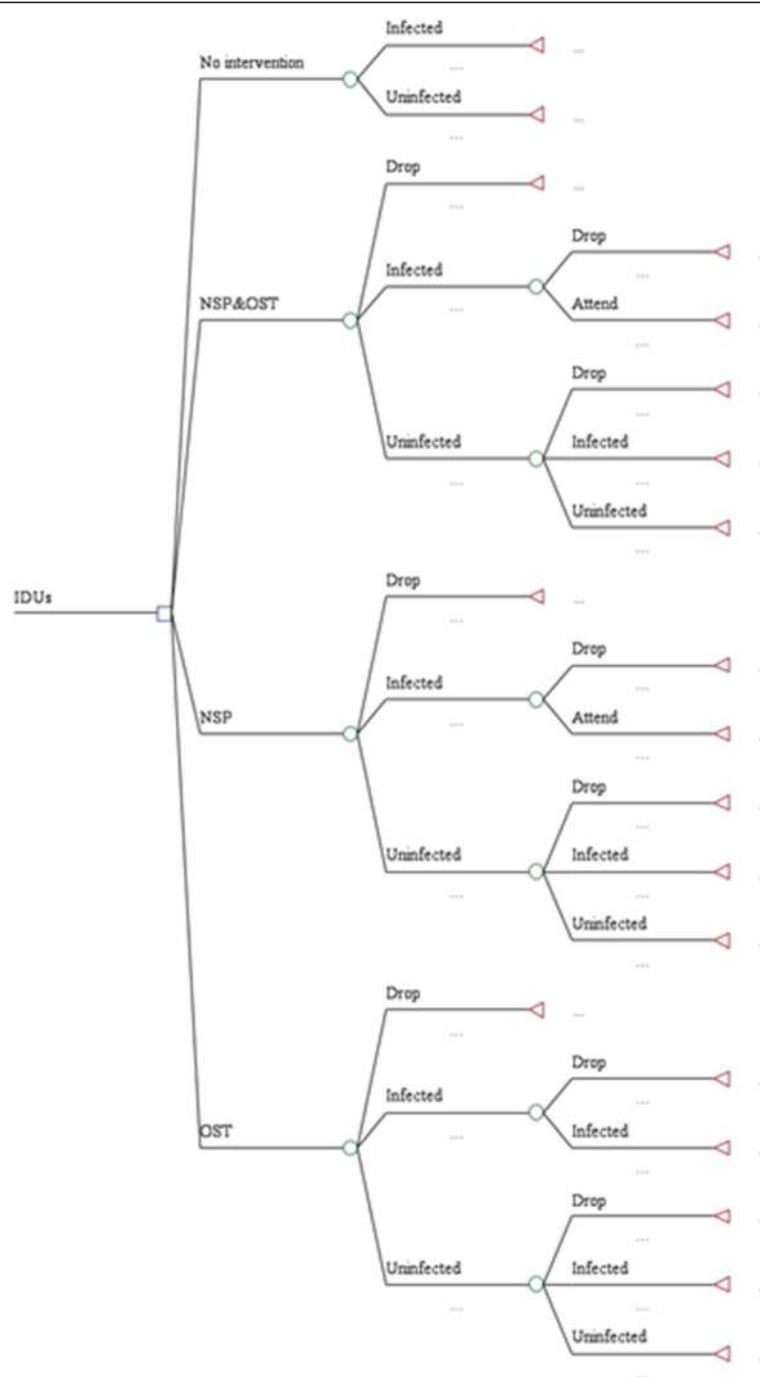 Infected
No intervention
...
...
Uninfected
...
...
Drop
...
...
Drop
Infected
...
NSP&OST
...
Attend
...
Drop
...
Uninfected
Infected
...
...
Uninfected
...
Drop
IDUs
...
...
Drop
Infected
...
NSP
Attend
...
...
Drop
...
Uninfected
Infected
...
...
Uninfected
...
Drop
...
...
Drop
Infected
...
OST
Infected
...
...
Drop
...
Uninfected
Infected
...
...
Uninfected
...